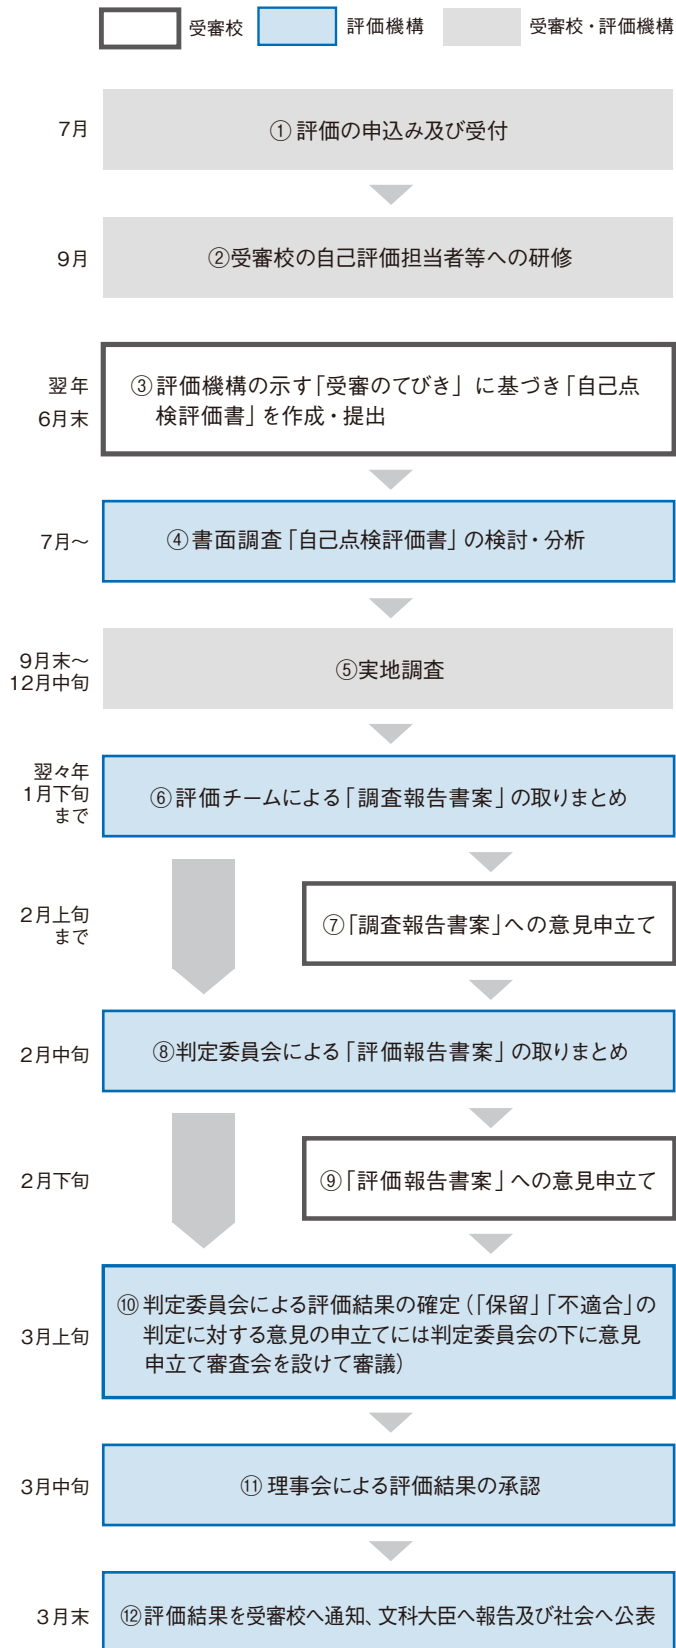 受審校 評価機構 受審校・評価機構
7月
①評価の申込み及び受付
9月
②受審校の自己評価担当者等への研修
翌年
6月末
③評価機構の示す「受審のてびき」に基づき「自己点
検評価書」を作成・提出
7月～
④書面調査「自己点検評価書」の検討・分析
9月末～
12月中旬
⑤実地調査
翌々年
1月下旬
まで
⑥評価チームによる「調査報告書案」の取りまとめ
2月上旬
まで
⑦「調査報告書案」への意見申立て
2月中旬
⑧判定委員会による「評価報告書案」の取りまとめ
2月下旬
⑨「評価報告書案」への意見申立て
3月上旬
⑩判定委員会による評価結果の確定（「保留」「不適合」の
判定に対する意見の申立てには判定委員会の下に意見
申立て審査会を設けて審議）
3月中旬
⑪理事会による評価結果の承認
3月末
⑫評価結果を受審校へ通知、文科大臣へ報告及び社会へ公表